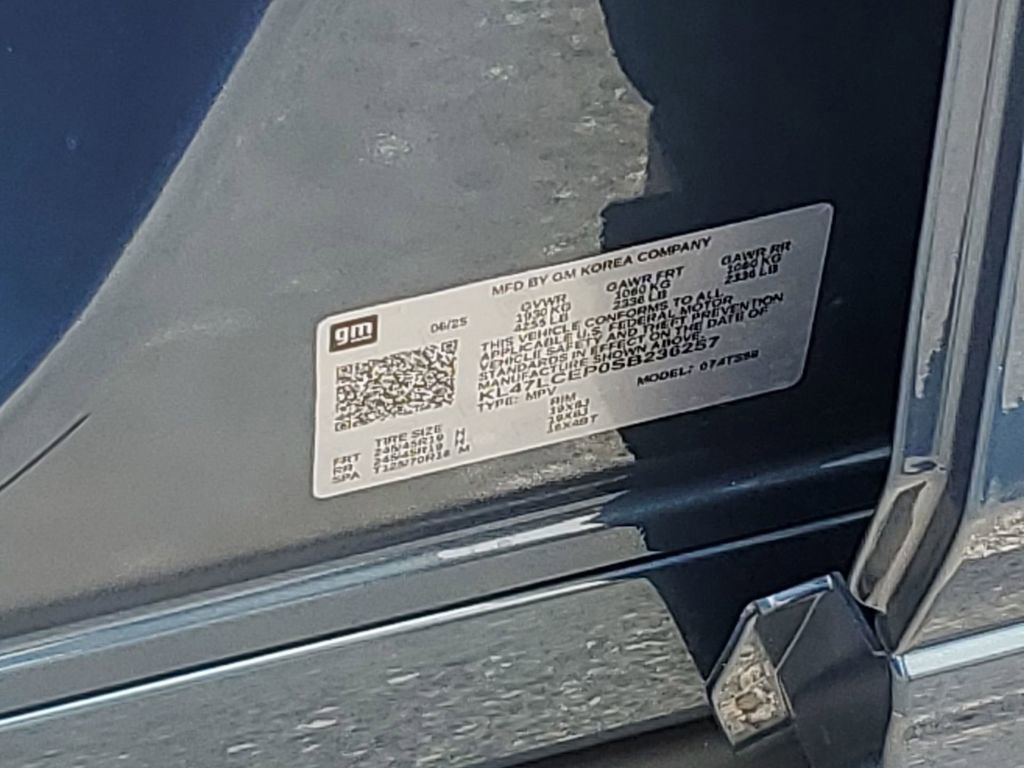 gm
06/25
MFD BY GM KOREA COMPANY
GVWR GAWR FRT GAWR RR
1930 KG 1060 KG 1060 KG
4255 LB 2336 LB 2336 LB
THIS VEHICLE CONFORMS TO ALL
APPLICABLE U.S. FEDERAL MOTOR
VEHICLE SAFETY AND THEFT PREVENTION
STANDARDS IN EFFECT ON THE DATE OF
MANUFACTURE SHOWN ABOVE.
KL47LCEP0SB236257
TYPE: MPV MODEL:
TIRE SIZE RIM
FRT 245/45R19 H 19X8J
RR 245/45R19 H 19X8J
SPA T125/70R16 M 16X4BT